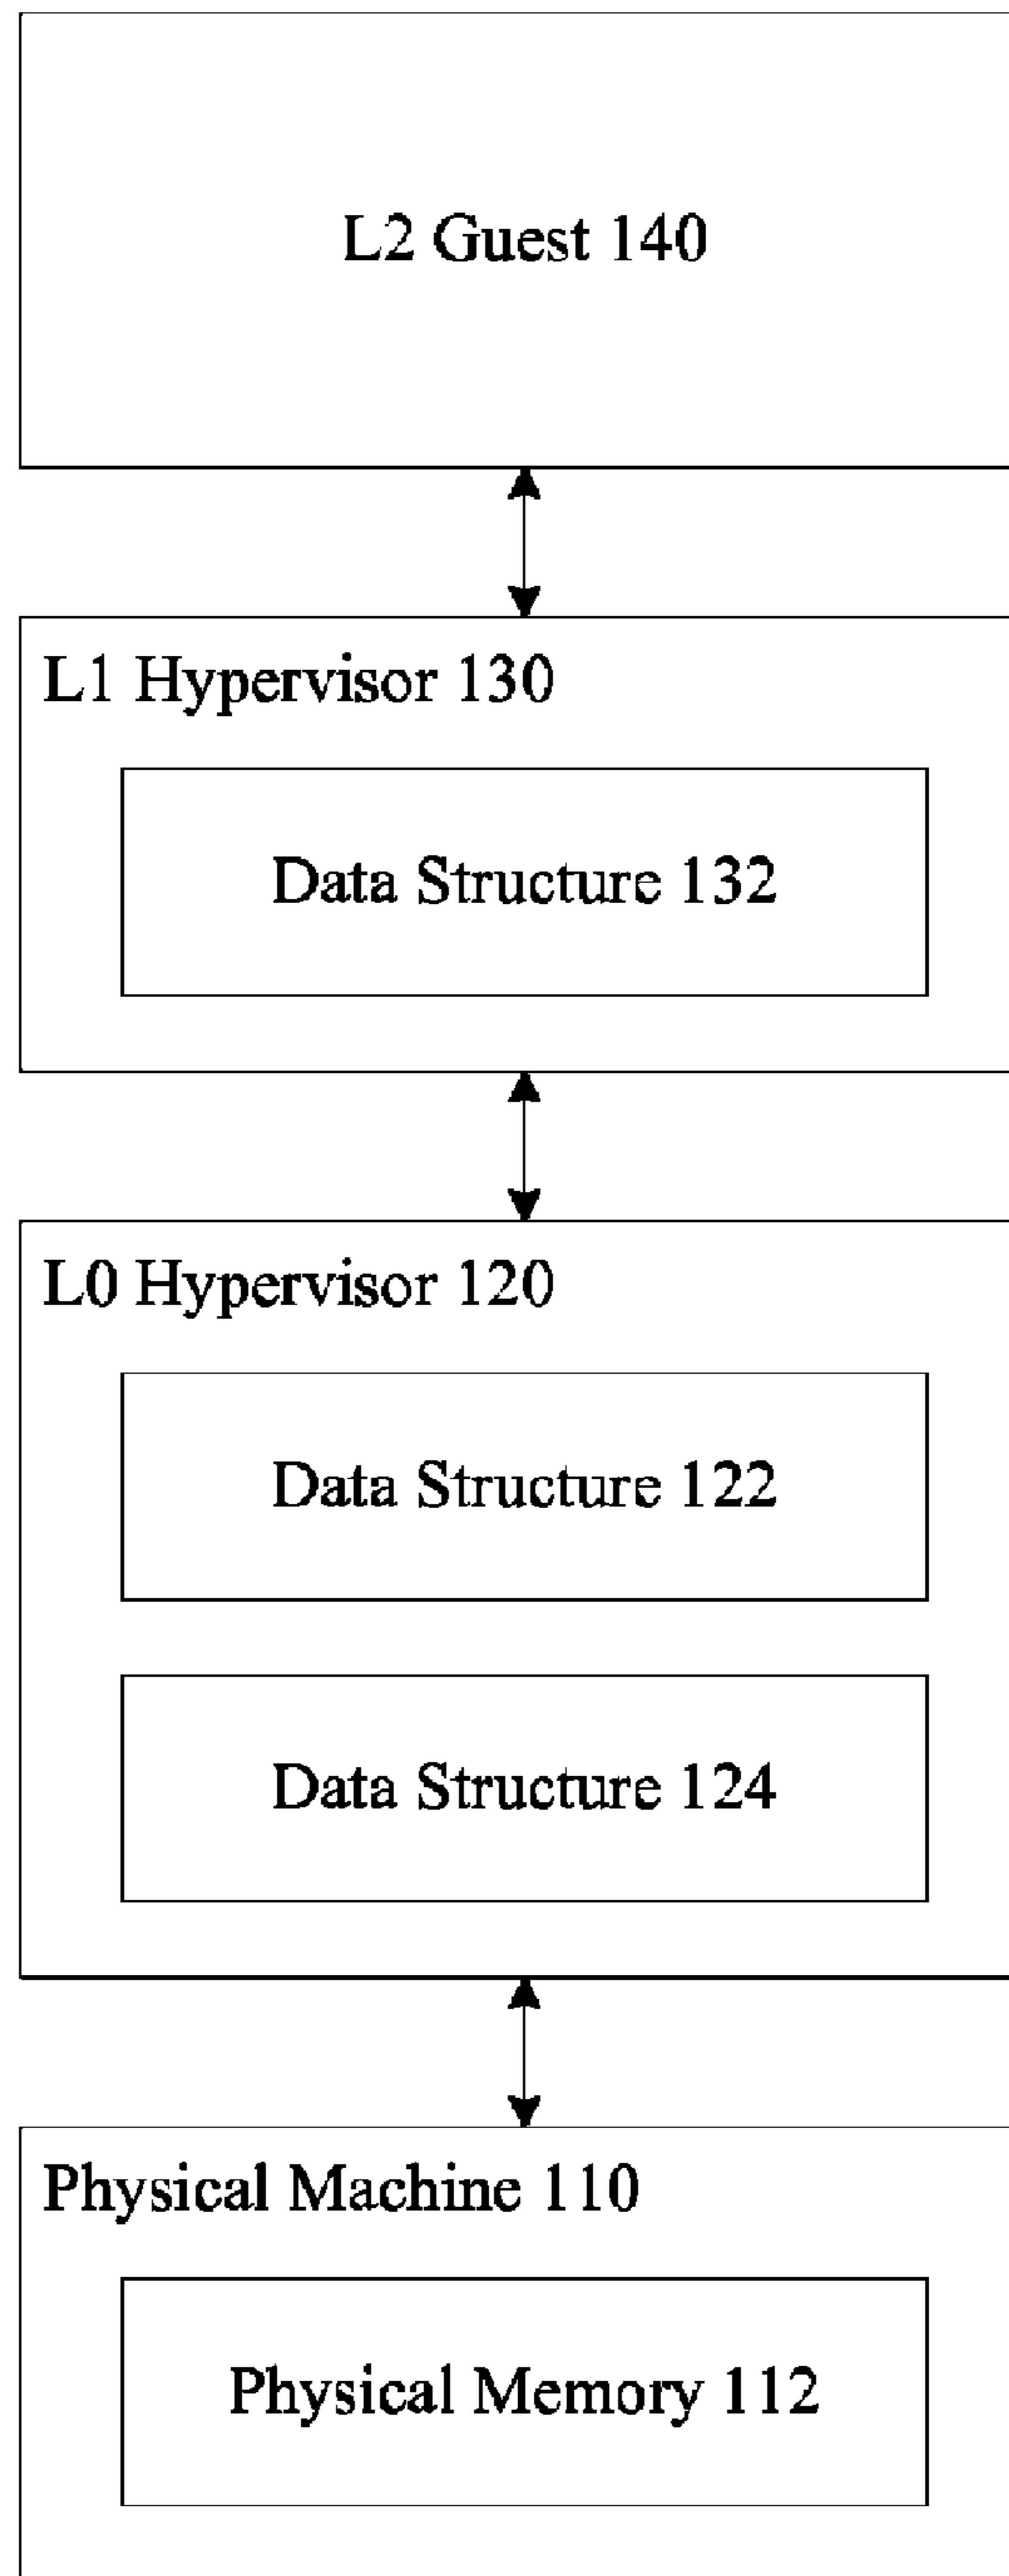 L2 Guest 140
L1 Hypervisor 130
Data Structure 132
L0 Hypervisor 120
Data Structure 122
Data Structure 124
Physical Machine 110
Physical Memory 112